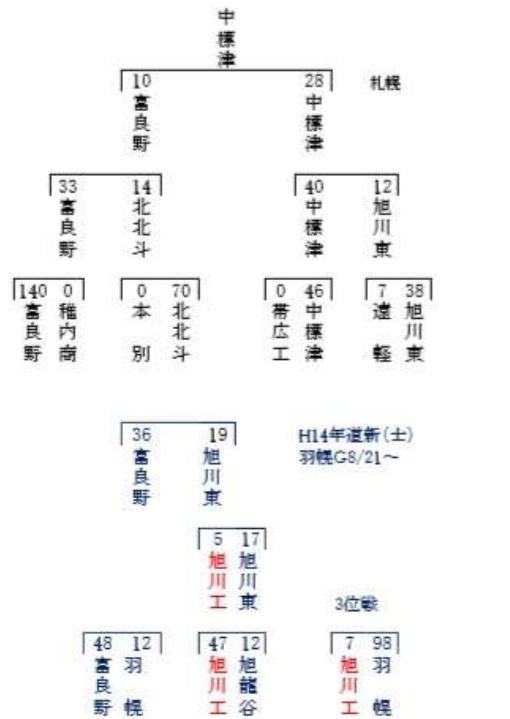 中標津
10 28 札幌
富良野 中標津
33 14 40 12
富良野 北北斗 中標津 旭川東
140 0 0 70 0 46 7 38
富良野 稚内商 本別 北北斗 帯広工 中標津 遠軽 旭川東
36 19 H14年道新(士)
羽幌G8/21～
富良野 旭川東
5 17
旭川工 旭川東
3位戦
48 12 47 12 7 98
富良野 羽幌 旭川工 旭龍谷 旭川工 羽幌